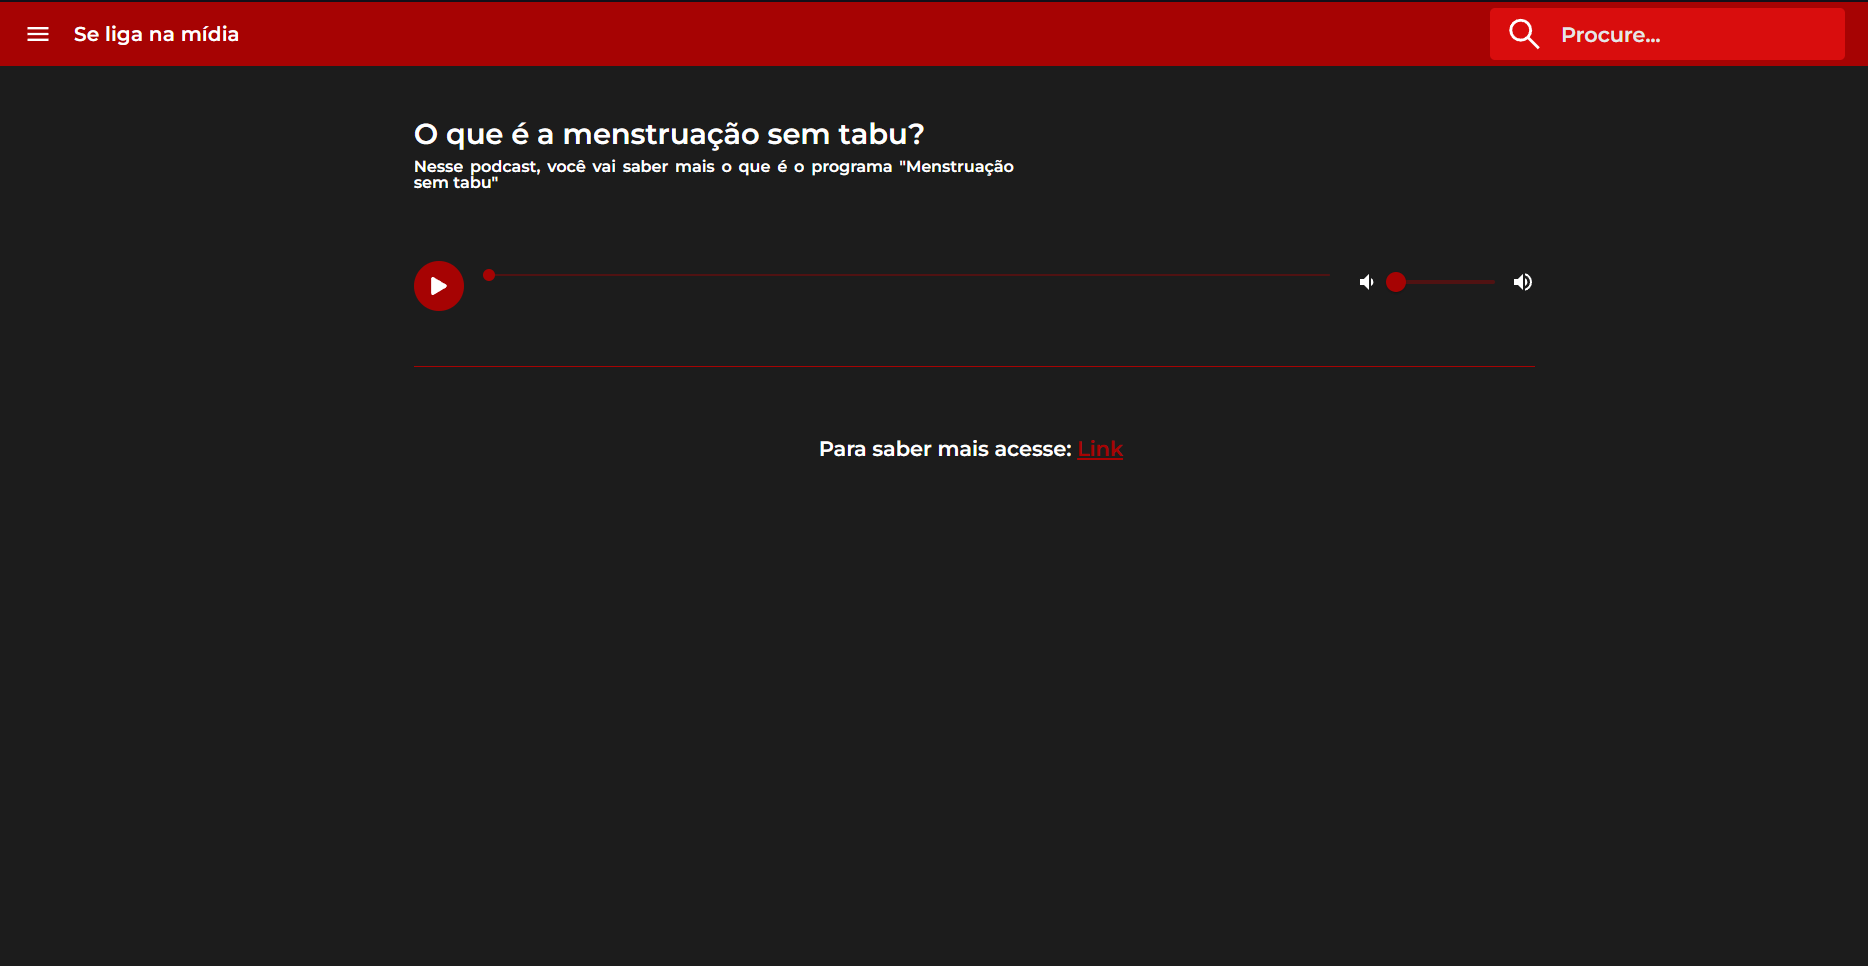 Se liga na mídia
Procure...
O que é a menstruação sem tabu?
Nesse podcast, você vai saber mais o que é o programa "Menstruação
sem tabu"
Para saber mais acesse: Link